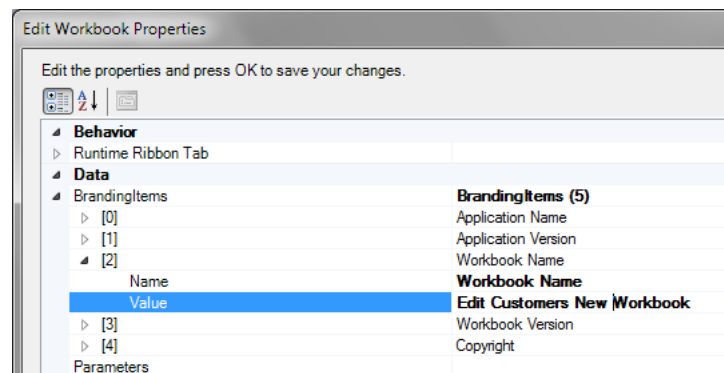 Edit Workbook Properties
Edit the properties and press OK to save your changes.
Behavior
Runtime Ribbon Tab
Data
BrandingItems BrandingItems (5)
[0] Application Name
[1] Application Version
[2] Workbook Name
Name Workbook Name
Value Edit Customers New Workbook
[3] Workbook Version
[4] Copyright
Parameters